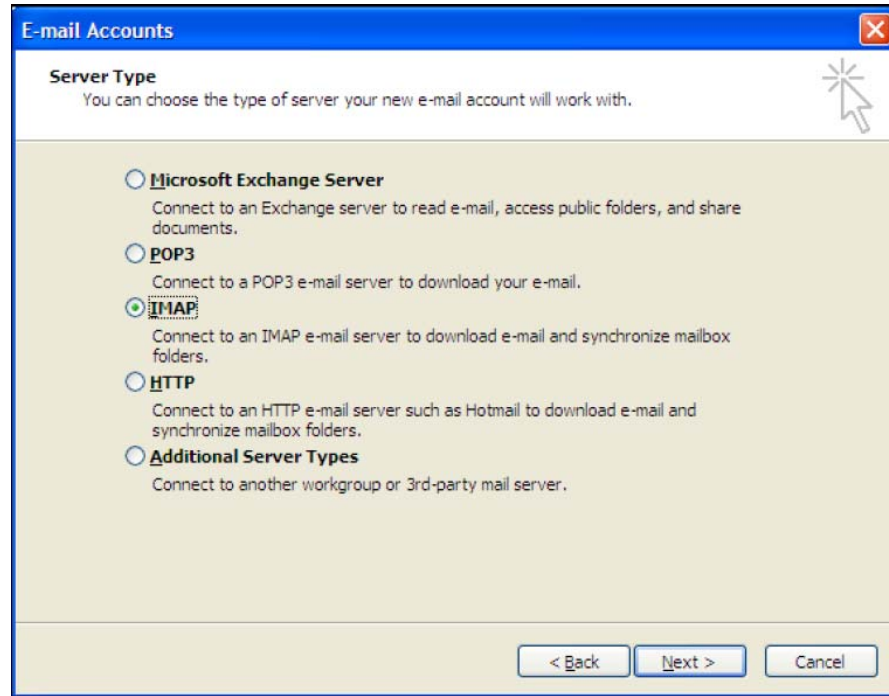 E-mail Accounts
Server Type
You can choose the type of server your new e-mail account will work with.
Microsoft Exchange Server
Connect to an Exchange server to read e-mail, access public folders, and share
documents.
POP3
Connect to a POP3 e-mail server to download your e-mail.
IMAP
Connect to an IMAP e-mail server to download e-mail and synchronize mailbox
folders.
HTTP
Connect to an HTTP e-mail server such as Hotmail to download e-mail and
synchronize mailbox folders.
Additional Server Types
Connect to another workgroup or 3rd-party mail server.
< Back Next > Cancel